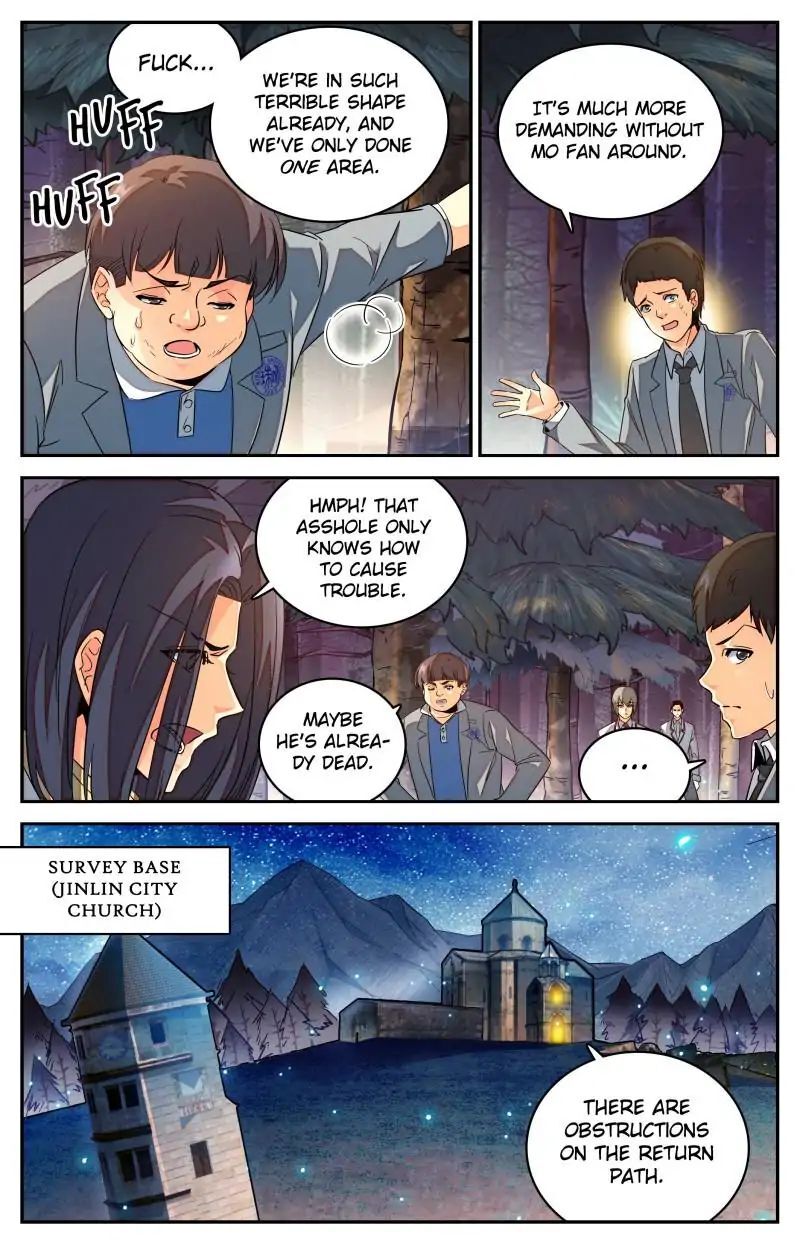 FUCK...
WE'RE IN SUCH
TERRIBLE SHAPE
ALREADY, AND
WE'VE ONLY DONE
ONE AREA.
HUFF
HUFF
IT'S MUCH MORE
DEMANDING WITHOUT
MO FAN AROUND.
HMPH! THAT
ASSHOLE ONLY
KNOWS HOW
TO CAUSE
TROUBLE.
MAYBE
HE'S ALREA-
DY DEAD.
...
SURVEY BASE
(JINLIN CITY
CHURCH)
THERE ARE
OBSTRUCTIONS
ON THE RETURN
PATH.